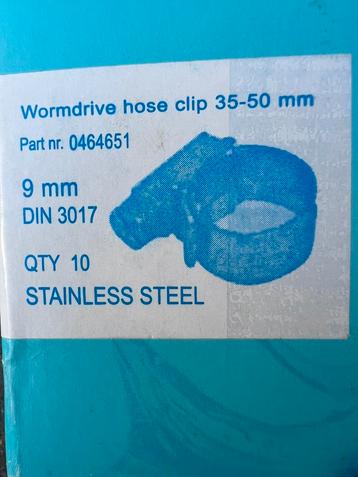 Wormdrive hose clip 35-50 mm
Part nr. 0464651
9 mm
DIN 3017
QTY 10
STAINLESS STEEL